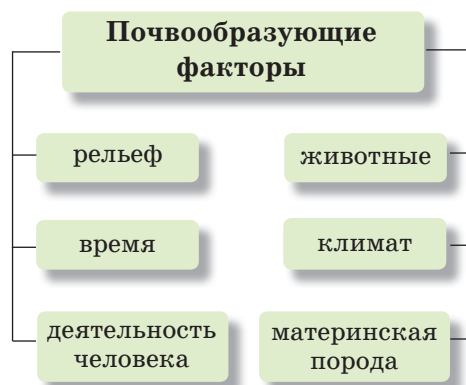 Почвообразующие
факторы
рельеф
животные
время
климат
деятельность
человека
материнская
порода